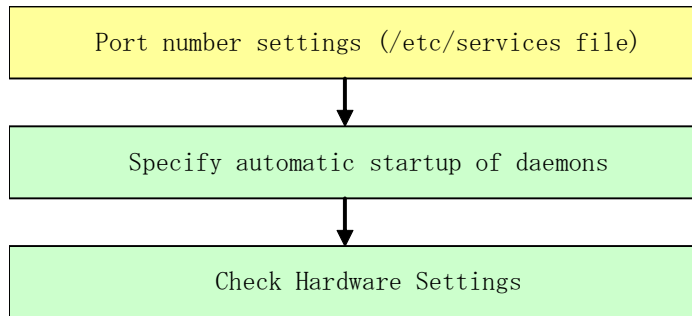 Port number settings (/etc/services file)
Specify automatic startup of daemons
Check Hardware Settings